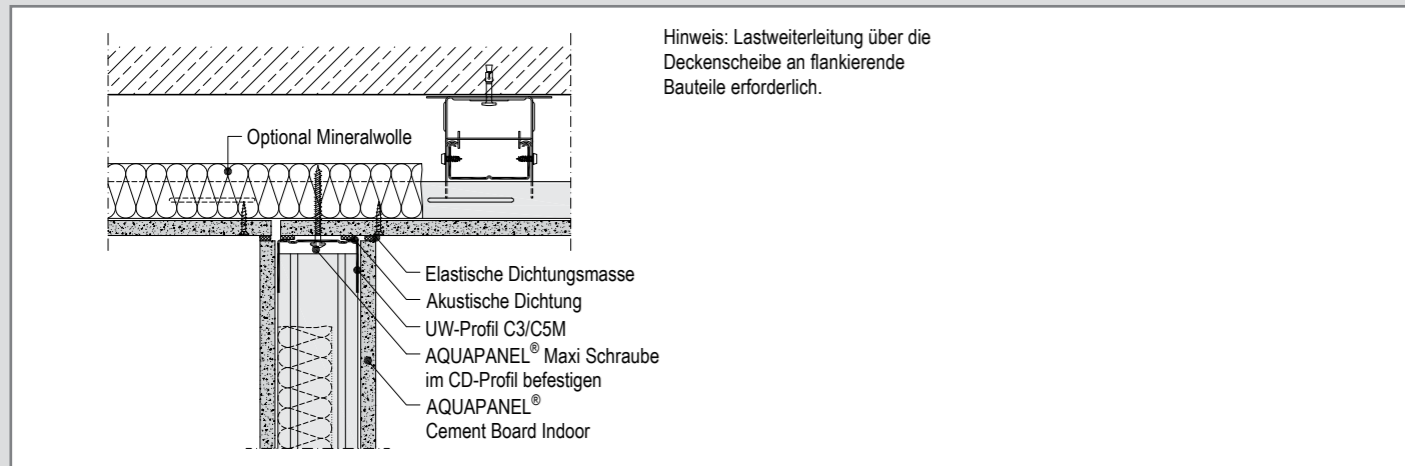 Hinweis: Lastweiterleitung über die
Deckenscheibe an flankierende
Bauteile erforderlich.
Optional Mineralwolle
Elastische Dichtungsmasse
Akustische Dichtung
UW-Profil C3/C5M
AQUAPANEL® Maxi Schraube
im CD-Profil befestigen
AQUAPANEL®
Cement Board Indoor